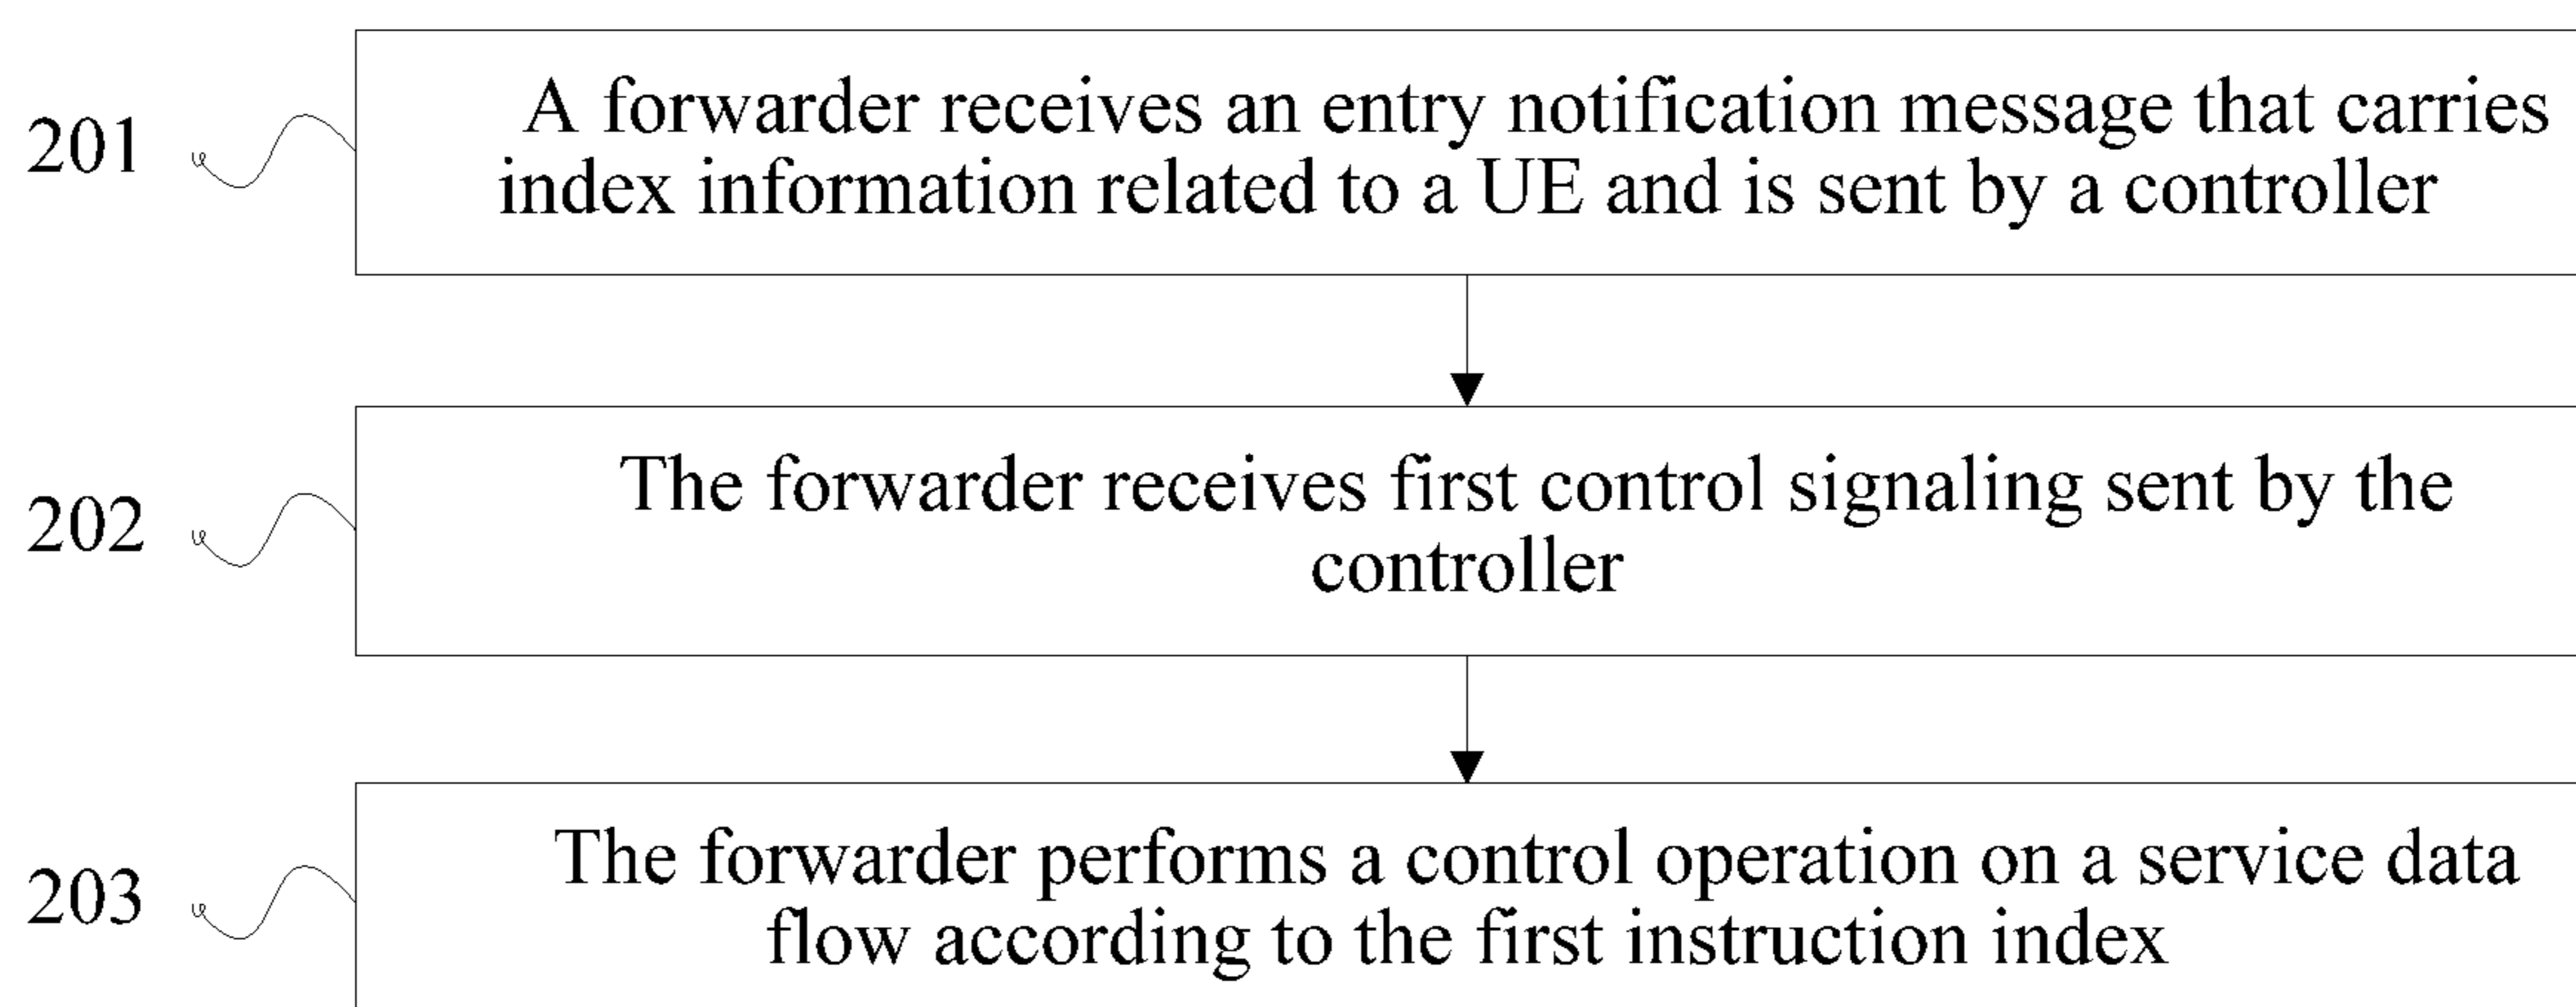 201
A forwarder receives an entry notification message that carries
index information related to a UE and is sent by a controller
202
The forwarder receives first control signaling sent by the
controller
203
The forwarder performs a control operation on a service data
flow according to the first instruction index